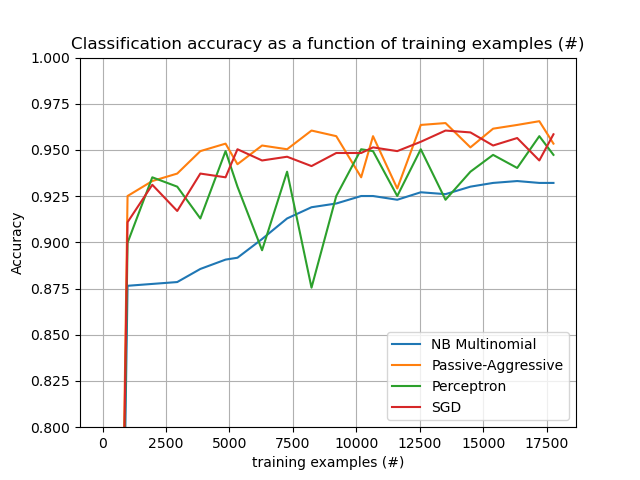 Classification accuracy as a function of training examples (#)
1.000
0.975
0.950
0.925
0.900
0.875
0.850
0.825
0.800
Accuracy
NB Multinomial
Passive-Aggressive
Perceptron
SGD
0 2500 5000 7500 10000 12500 15000 17500
training examples (#)